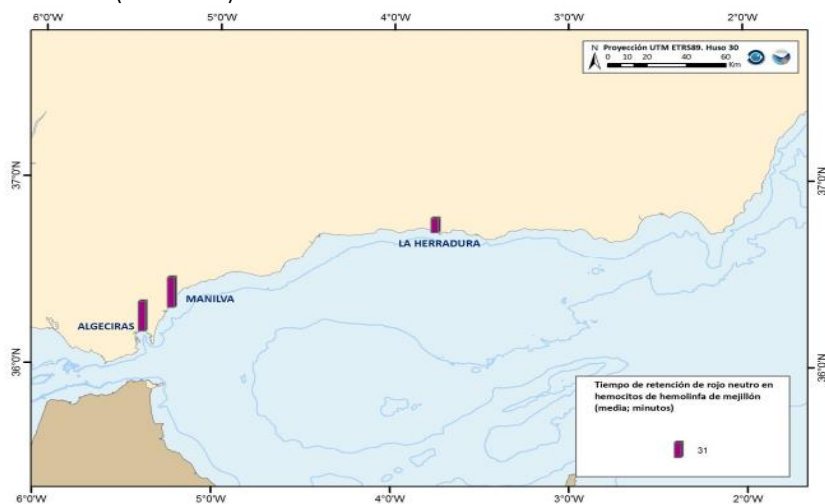 6°0'O 5°0'O 4°0'O 3°0'O 2°0'O
N Proyección UTM ETRS89. Huso 30
0 10 20 40 60
Km
37°0'N 37°0'N
LA HERRADURA
MANILVA
ALGECIRAS
36°0'N 36°0'N
Tiempo de retención de rojo neutro en
hemocitos de hemolinfa de mejillón
(media; minutos)
31
6°0'O 5°0'O 4°0'O 3°0'O 2°0'O